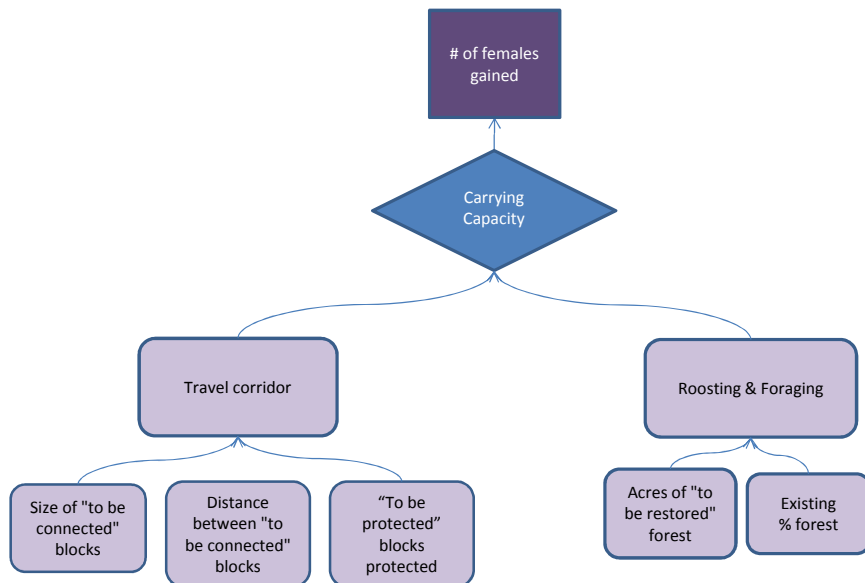 # of females
gained
Carrying
Capacity
Travel corridor
Roosting & Foraging
Size of "to be
connected"
blocks
Distance
between "to
be connected"
blocks
“To be
protected”
blocks
protected
Acres of "to
be restored"
forest
Existing
% forest